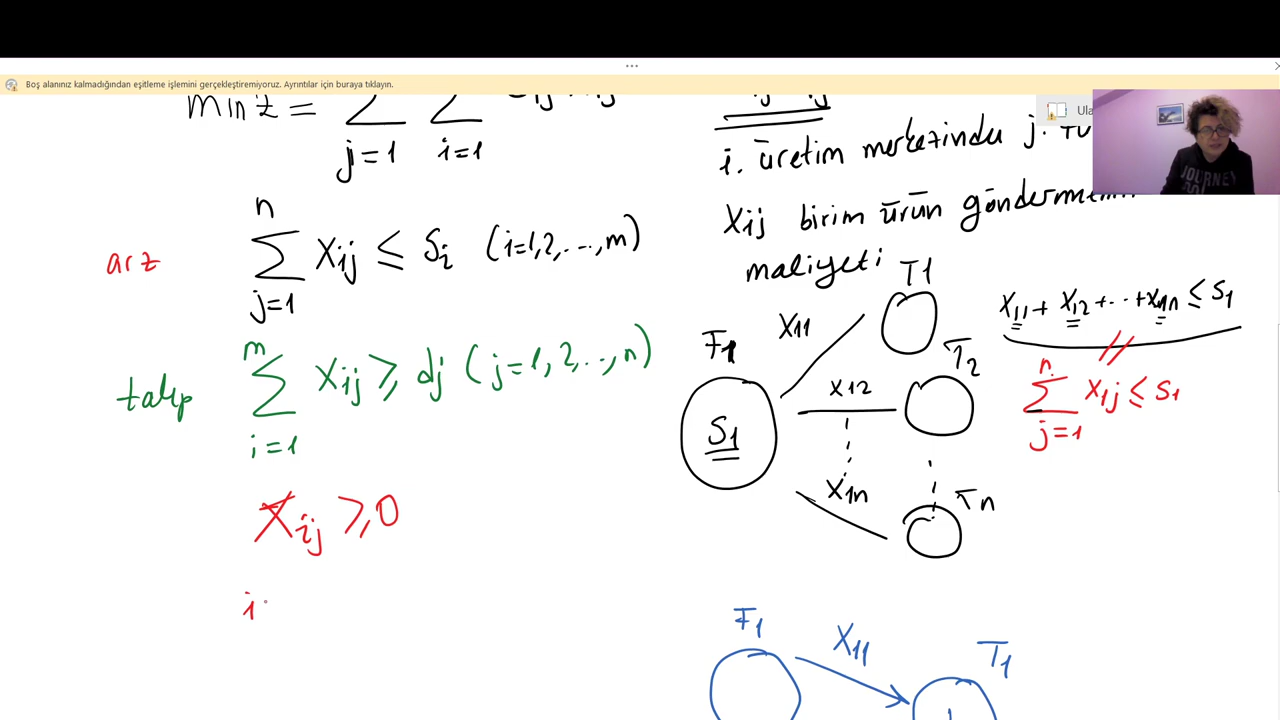 Boş alanınız kalmadığından eşitleme işlemini gerçekleştiremiyoruz. Ayrıntılar için buraya tıklayın.
min z = Σ Σ
j=1 i=1
i. üretim merkezinden j.
Xij birim ürün
maliyeti
arz
n
Σ Xij ≤ Si (i=1,2,...,m)
j=1
talep
m
Σ Xij ≥ dj (j=1,2,...,n)
i=1
Xij ≥ 0
i
F1
S1
X11
X12
X1n
T1
T2
Tn
X11 + X12 + ... + X1n ≤ S1
n
Σ X1j ≤ S1
j=1
F1
X11
T1
JOURNEY